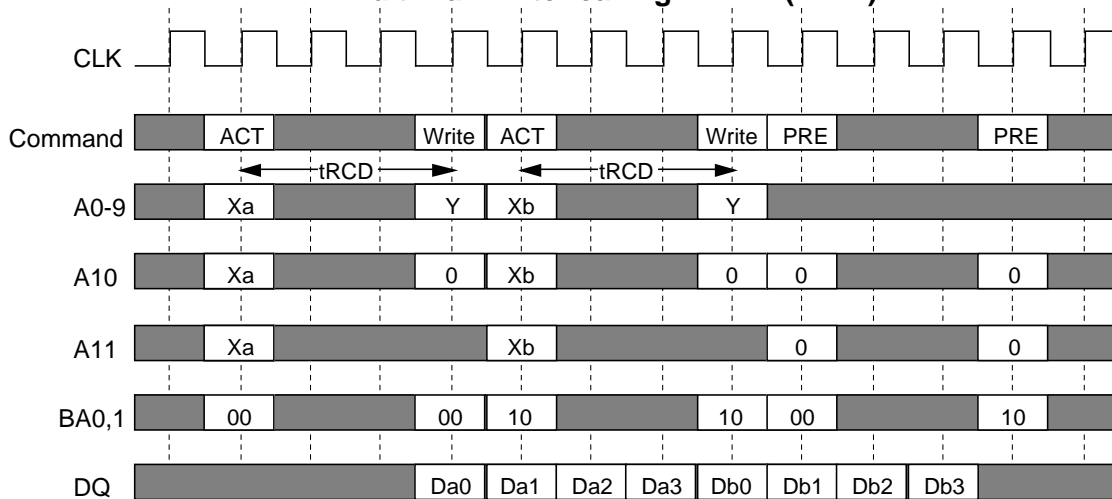 CLK
Command ACT Write ACT Write PRE PRE
tRCD tRCD
A0-9 Xa Y Xb Y
A10 Xa 0 Xb 0 0 0
A11 Xa Xb 0 0
BA0,1 00 00 10 10 00 10
DQ Da0 Da1 Da2 Da3 Db0 Db1 Db2 Db3